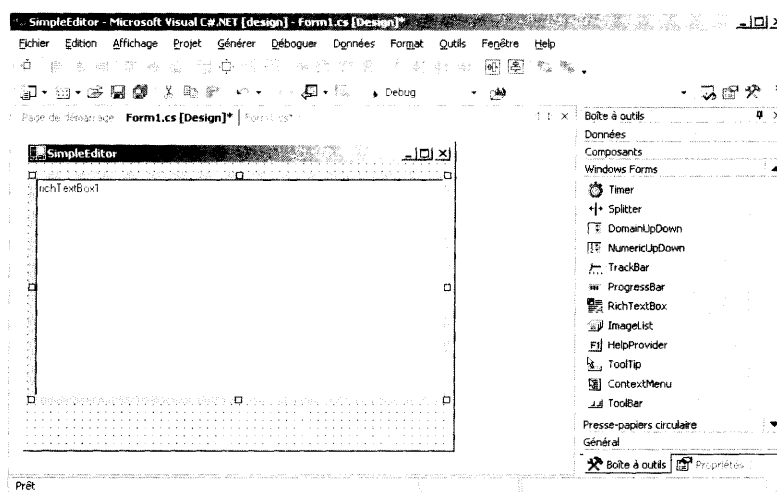 SimpleEditor - Microsoft Visual C#.NET [design] - Form1.cs [Design]*
Fichier Edition Affichage Projet Générer Déboguer Données Format Outils Fenêtre Help
Debug
Page de démarrage Form1.cs [Design]* Form1.cs*
Boîte à outils
Données
Composants
Windows Forms
SimpleEditor
richTextBox1
Timer
Splitter
DomainUpDown
NumericUpDown
TrackBar
ProgressBar
RichTextBox
ImageList
HelpProvider
ToolTip
ContextMenu
ToolBar
Presse-papiers circulaire
Général
Boîte à outils Propriétés
Prêt